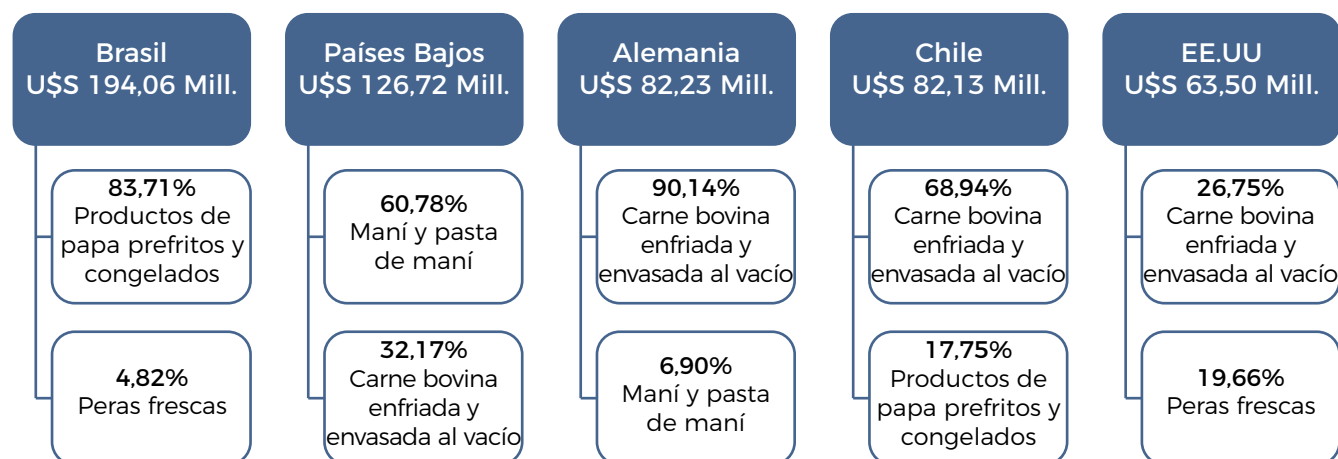 Brasil
U$S 194,06 Mill.
83,71%
Productos de
papa prefritos y
congelados
4,82%
Peras frescas
Países Bajos
U$S 126,72 Mill.
60,78%
Maní y pasta
de maní
32,17%
Carne bovina
enfriada y
envasada al vacío
Alemania
U$S 82,23 Mill.
90,14%
Carne bovina
enfriada y
envasada al vacío
6,90%
Maní y pasta
de maní
Chile
U$S 82,13 Mill.
68,94%
Carne bovina
enfriada y
envasada al vacío
17,75%
Productos de
papa prefritos y
congelados
EE.UU
U$S 63,50 Mill.
26,75%
Carne bovina
enfriada y
envasada al vacío
19,66%
Peras frescas